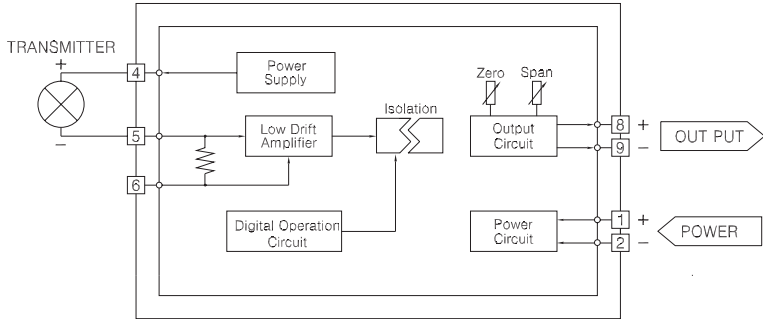 TRANSMITTER
+
4
Power
Supply
Zero
Span
Isolation
5
−
Low Drift
Amplifier
Output
Circuit
8 +
9 −
OUT PUT
6
Digital Operation
Circuit
Power
Circuit
1 +
2 −
POWER